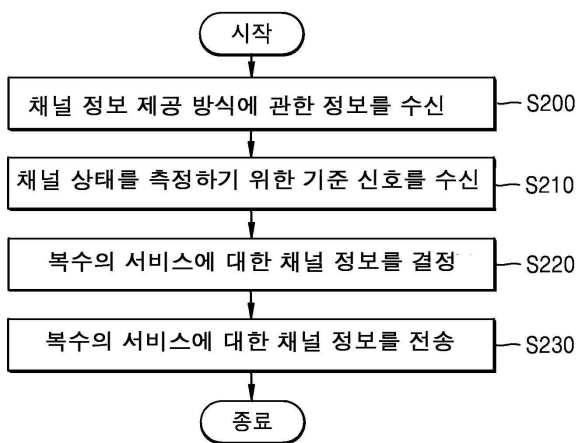 시작
채널 정보 제공 방식에 관한 정보를 수신 S200
채널 상태를 측정하기 위한 기준 신호를 수신 S210
복수의 서비스에 대한 채널 정보를 결정 S220
복수의 서비스에 대한 채널 정보를 전송 S230
종료